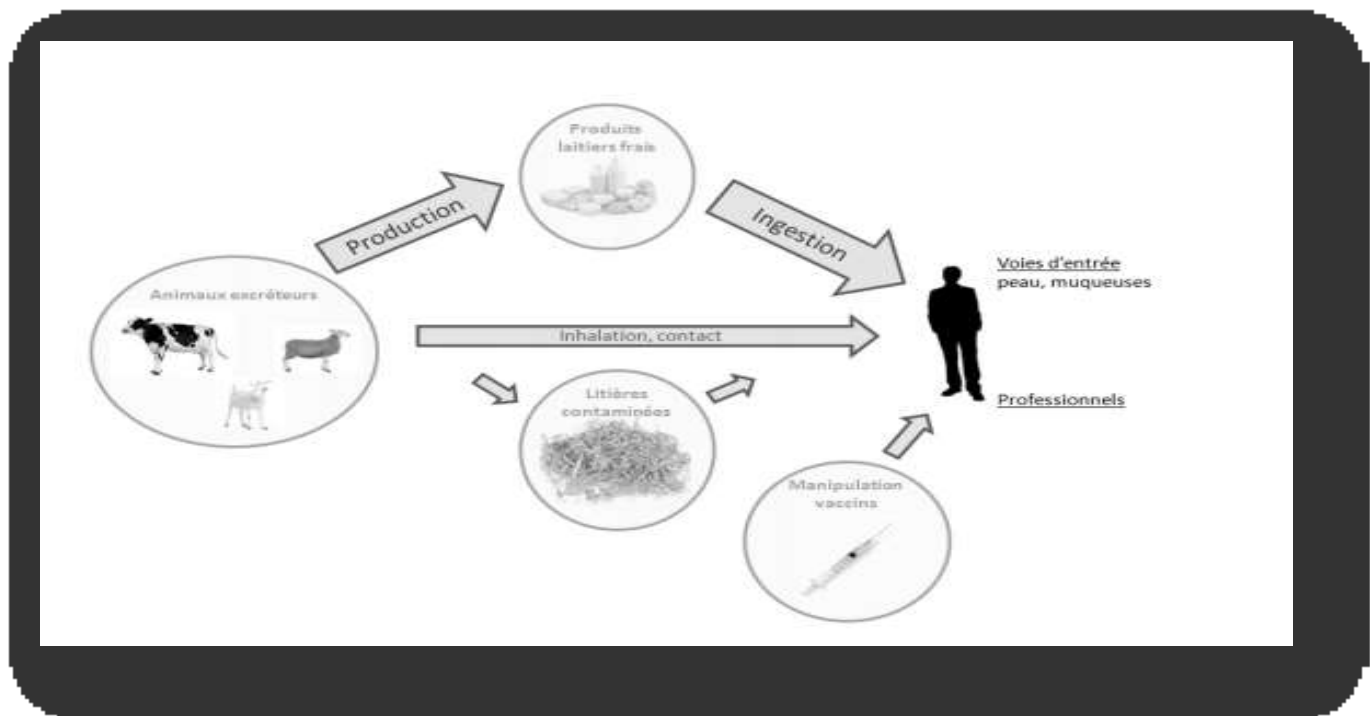 Produits
laitiers frais
Production
Ingestion
Voies d'entrée
peau, muqueuses
Animaux excréteurs
Inhalation, contact
Litières
contaminées
Professionnels
Manipulation
vaccins